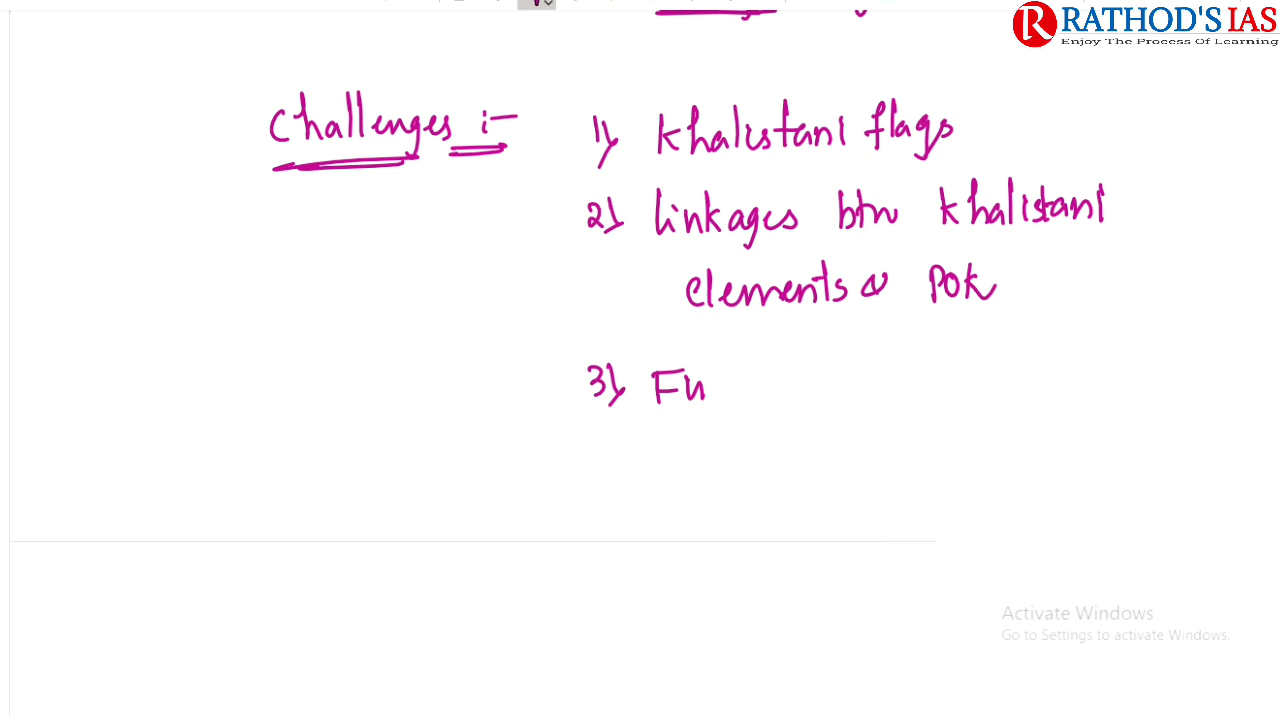 RATHOD'S IAS
Enjoy The Process Of Learning
Challenges :-
1) Khalistani flags
2) linkages btw Khalistani
elements & POK
3) Fu
Activate Windows
Go to Settings to activate Windows.